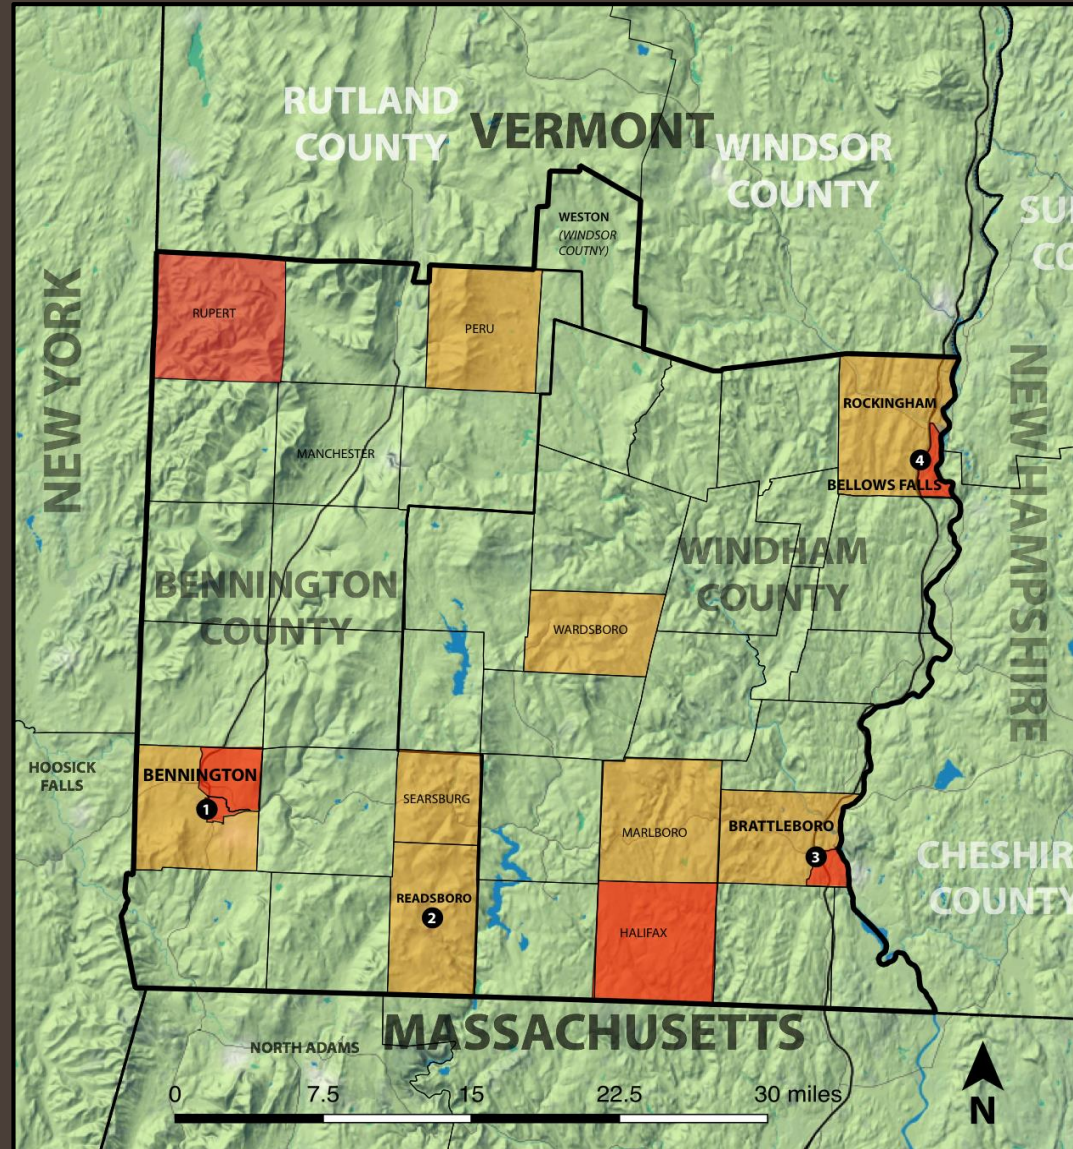 RUTLAND
COUNTY
VERMONT
WINDSOR
COUNTY
SU
CO
WESTON
(WINDSOR
COUTNY)
NEW YORK
RUPERT
PERU
NEW HAMPSHIRE
ROCKINGHAM
MANCHESTER
4
BELLOWS FALLS
WINDHAM
COUNTY
BENNINGTON
COUNTY
WARDSBORO
HOOSICK
FALLS
BENNINGTON
1
SEARSBURG
MARLBORO
BRATTLEBORO
3
CHESHIR
COUNTY
READSBORO
2
HALIFAX
MASSACHUSETTS
NORTH ADAMS
0 7.5 15 22.5 30 miles
N